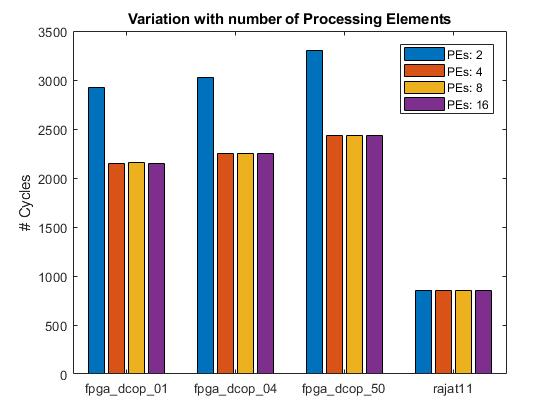 Variation with number of Processing Elements
3500
3000
2500
2000
1500
1000
500
0
# Cycles
PEs: 2
PEs: 4
PEs: 8
PEs: 16
fpga_dcop_01 fpga_dcop_04 fpga_dcop_50 rajat11